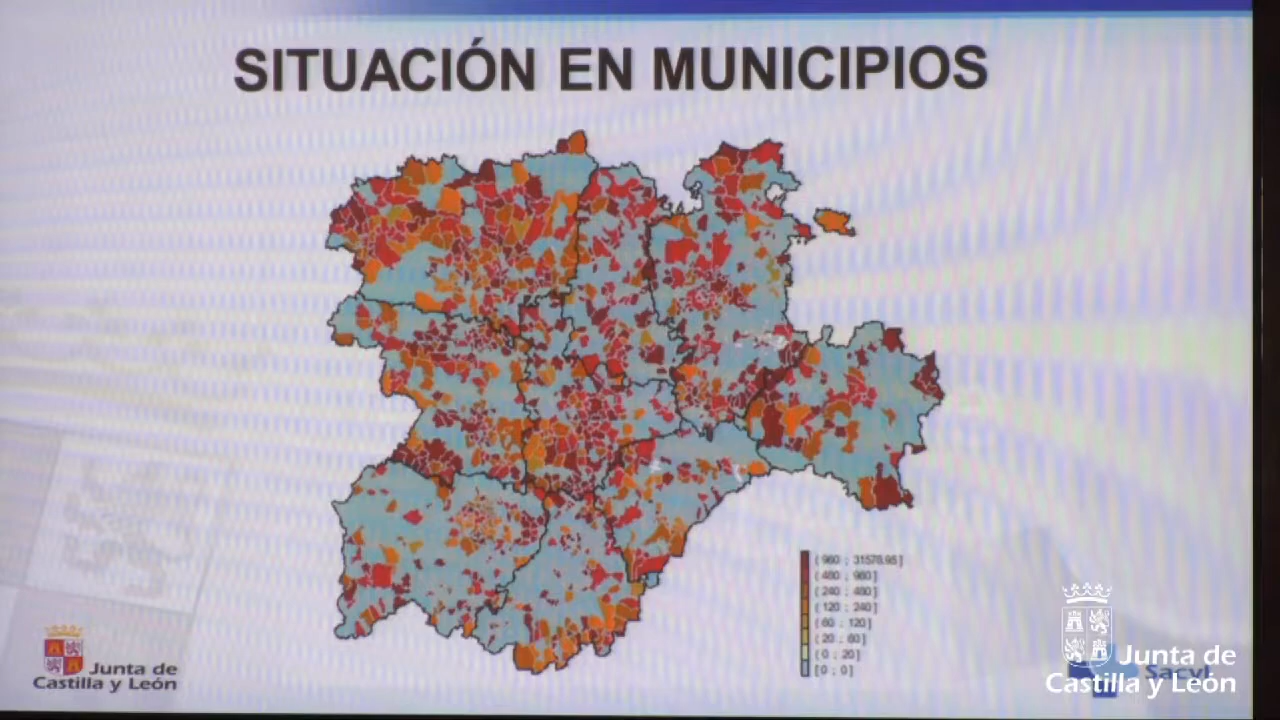 SITUACIÓN EN MUNICIPIOS
(960 ; 31578,95]
(480 ; 960]
(240 ; 480]
(120 ; 240]
(60 ; 120]
(20 ; 60]
(0 ; 20]
[0 ; 0]
Junta de
Castilla y León
Junta de
Castilla y León
Sacyl